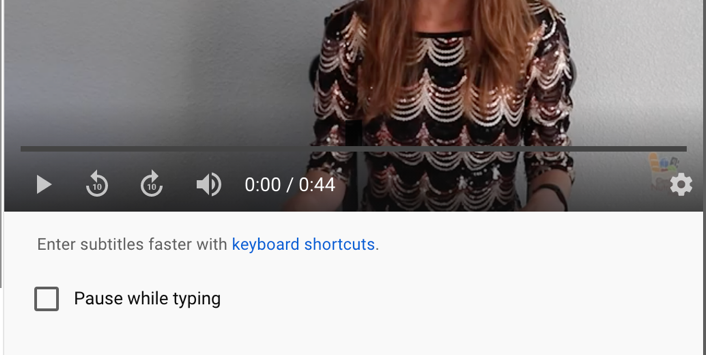 10
10
0:00 / 0:44
Enter subtitles faster with keyboard shortcuts.
Pause while typing